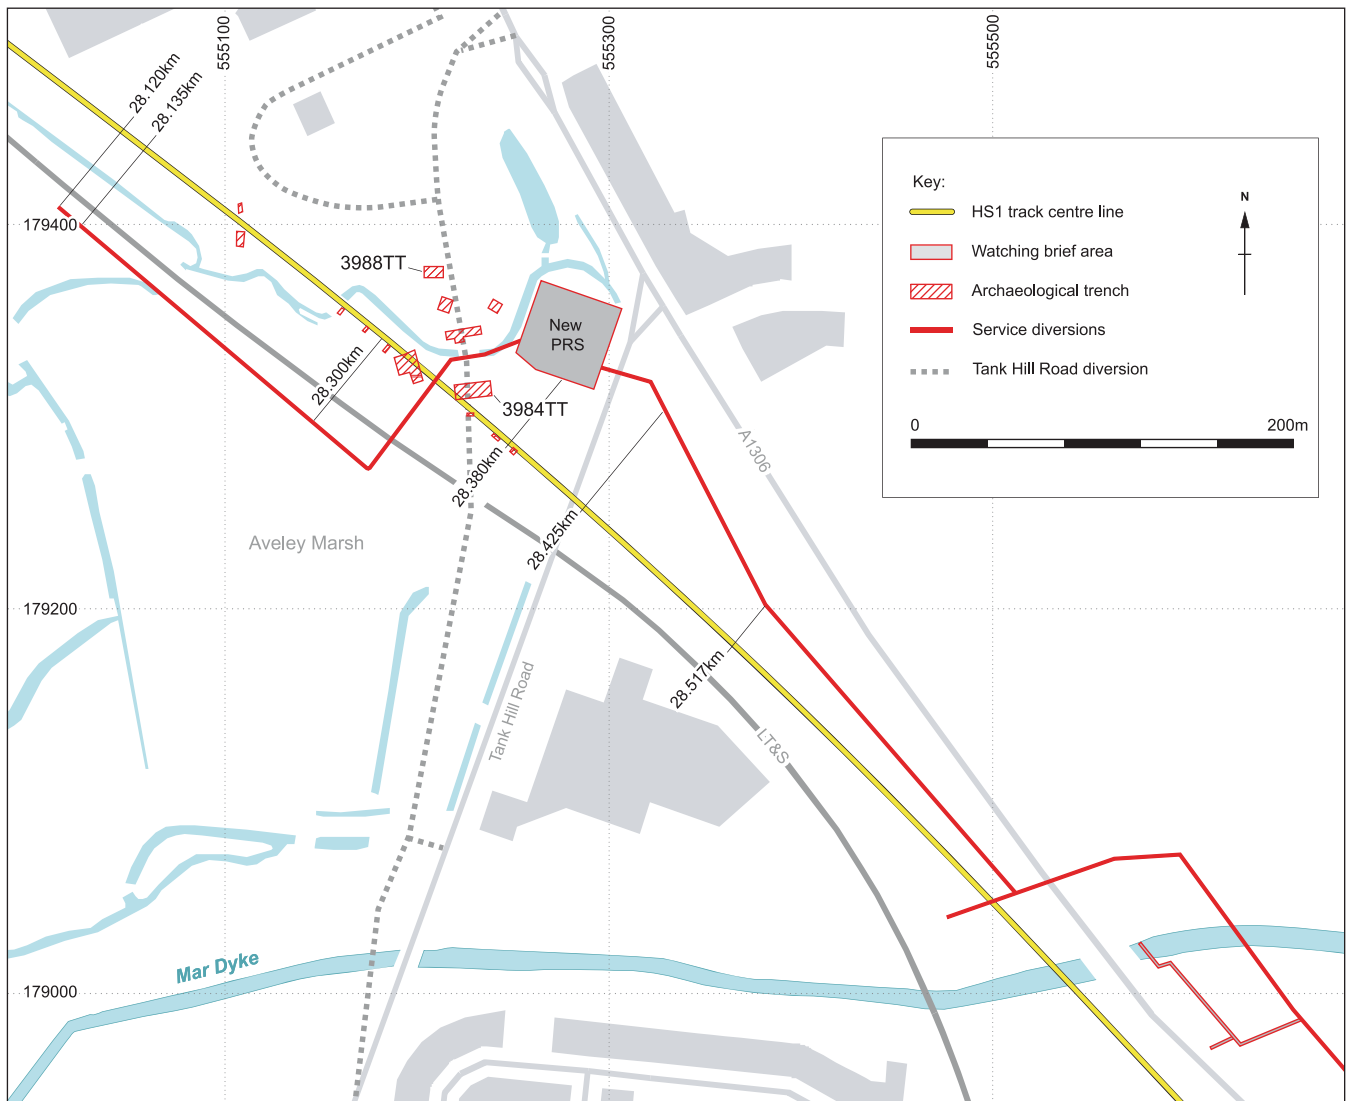 555100
555300
555500
28.120km
28.135km
179400
3988TT
New
PRS
28.300km
3984TT
28.380km
28.425km
A1306
Aveley Marsh
179200
28.517km
Tank Hill Road
LT&S
Mar Dyke
179000
Key:
N
HS1 track centre line
Watching brief area
Archaeological trench
Service diversions
Tank Hill Road diversion
0 200m